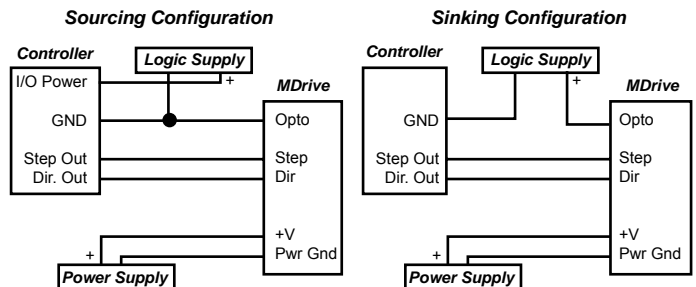 Sourcing Configuration
Controller
Logic Supply
I/O Power
+
MDrive
GND
Opto
Step Out
Step
Dir. Out
Dir
+V
+
Pwr Gnd
Power Supply
Sinking Configuration
Controller
Logic Supply
+
MDrive
GND
Opto
Step Out
Step
Dir. Out
Dir
+V
+
Pwr Gnd
Power Supply